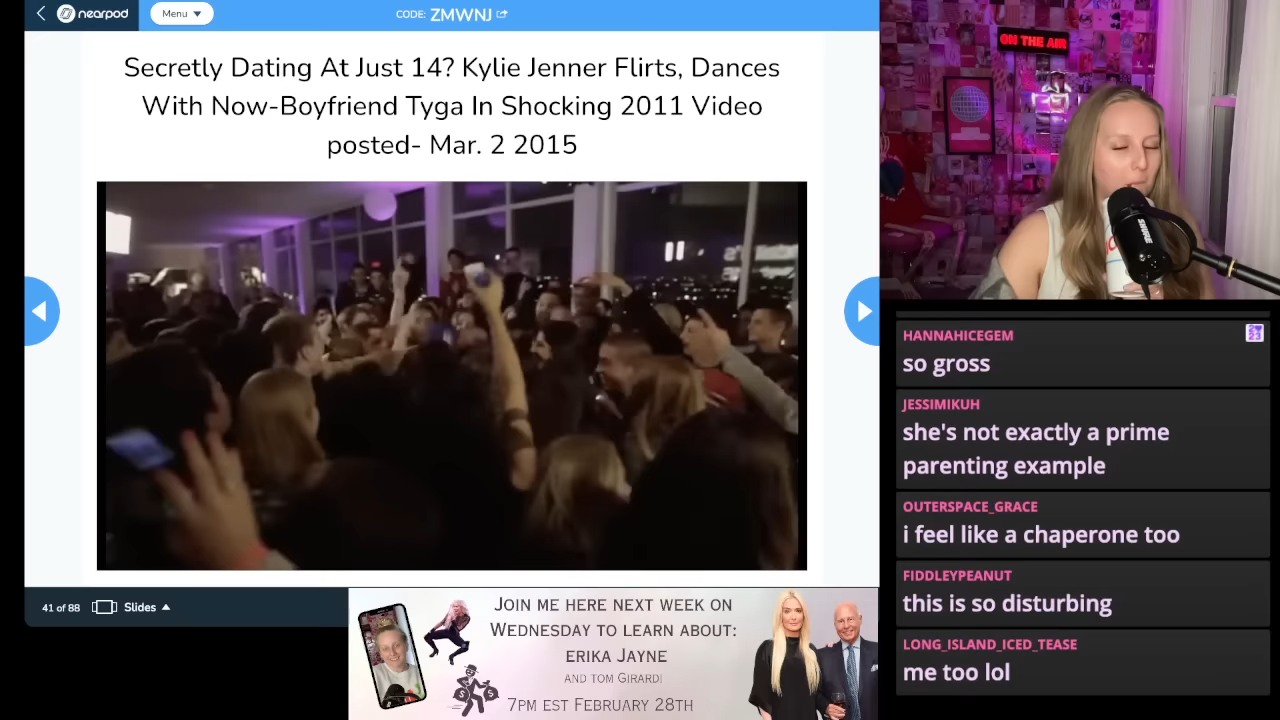 nearpod
Menu
CODE: ZMWNJ
Secretly Dating At Just 14? Kylie Jenner Flirts, Dances
With Now-Boyfriend Tyga In Shocking 2011 Video
posted- Mar. 2 2015
41 of 88
Slides
JOIN ME HERE NEXT WEEK ON
WEDNESDAY TO LEARN ABOUT:
ERIKA JAYNE
AND TOM GIRARDI
7PM EST FEBRUARY 28TH
ON THE AIR
SHURE
HANNAHICEGEM
so gross
JESSIMIKUH
she's not exactly a prime
parenting example
OUTERSPACE_GRACE
i feel like a chaperone too
FIDDLEYPEANUT
this is so disturbing
LONG_ISLAND_ICED_TEASE
me too lol